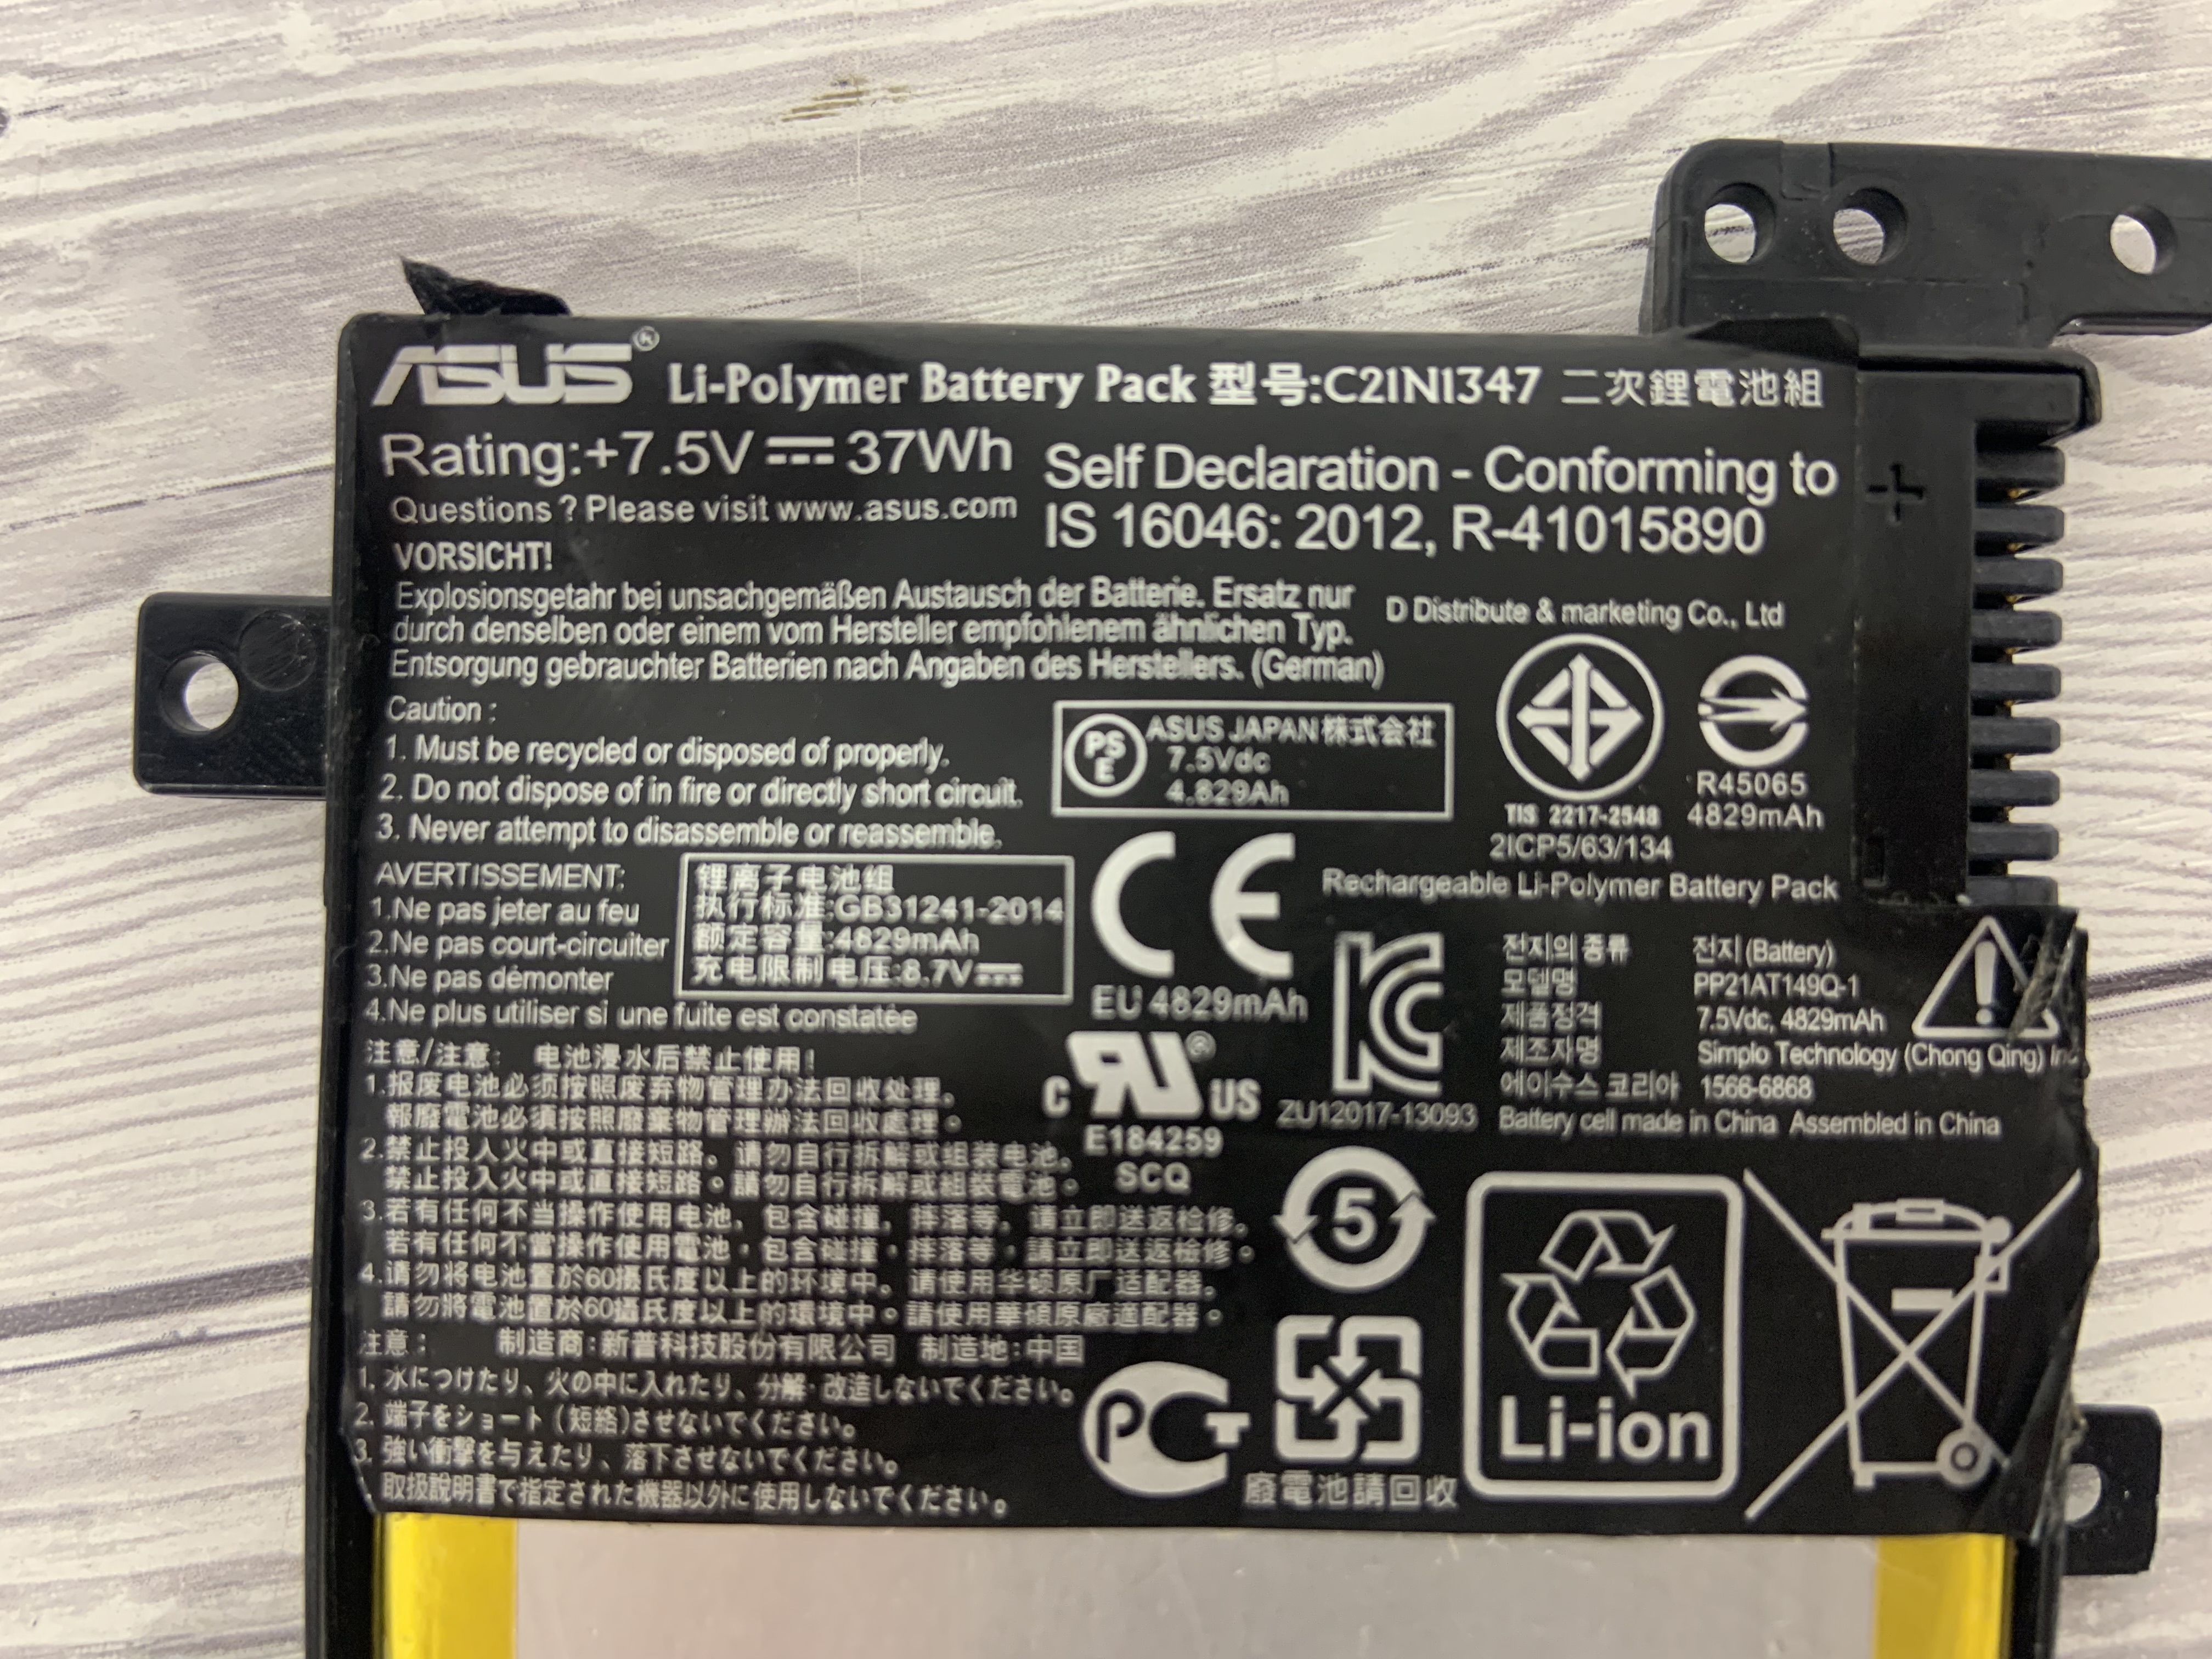 ASUS® Li-Polymer Battery Pack 型号:C21N1347 二次鋰電池組
Rating:+7.5V 37Wh
Questions ? Please visit www.asus.com
Self Declaration - Conforming to
IS 16046: 2012, R-41015890
VORSICHT!
Explosionsgetahr bei unsachgemäßen Austausch der Batterie. Ersatz nur
durch denselben oder einem vom Hersteller empfohlenem ähnlichen Typ.
Entsorgung gebrauchter Batterien nach Angaben des Herstellers. (German)
D Distribute & marketing Co., Ltd
Caution :
1. Must be recycled or disposed of properly.
2. Do not dispose of in fire or directly short circuit.
3. Never attempt to disassemble or reassemble.
PSE
ASUS JAPAN株式会社
7.5Vdc
4.829Ah
TIS 2217-2548
2ICP5/63/134
R45065
4829mAh
Rechargeable Li-Polymer Battery Pack
AVERTISSEMENT:
1.Ne pas jeter au feu
2.Ne pas court-circuiter
3.Ne pas démonter
4.Ne plus utiliser si une fuite est constatée
锂离子电池组
执行标准:GB31241-2014
额定容量:4829mAh
充电限制电压:8.7V
CE
EU 4829mAh
전지의 종류 전지 (Battery)
모델명 PP21AT149Q-1
제품정격 7.5Vdc, 4829mAh
제조자명 Simplo Technology (Chong Qing) In
에이수스 코리아 1566-6868
Battery cell made in China Assembled in China
KC
ZU12017-13093
c RU® US
E184259
SCQ
注意/注意: 电池浸水后禁止使用!
1.报废电池必须按照废弃物管理办法回收处理。
報廢電池必須按照廢棄物管理辦法回收處理。
2.禁止投入火中或直接短路。请勿自行拆解或组装电池。
禁止投入火中或直接短路。請勿自行拆解或組裝電池。
3.若有任何不当操作使用电池，包含碰撞，摔落等，请立即送返检修。
若有任何不當操作使用電池，包含碰撞，摔落等，請立即送返檢修。
4.请勿将电池置於60攝氏度以上的环境中。请使用华硕原厂适配器。
請勿將電池置於60攝氏度以上的環境中。請使用華碩原廠適配器。
注意： 制造商:新普科技股份有限公司 制造地:中国
1. 水につけたり、火の中に入れたり、分解・改造しないでください。
2. 端子をショート（短絡)させないでください。
3. 強い衝撃を与えたり、落下させないでください。
取扱說明書で指定された機器以外に使用しないでください。
5
PCT
廢電池請回收
Li-ion